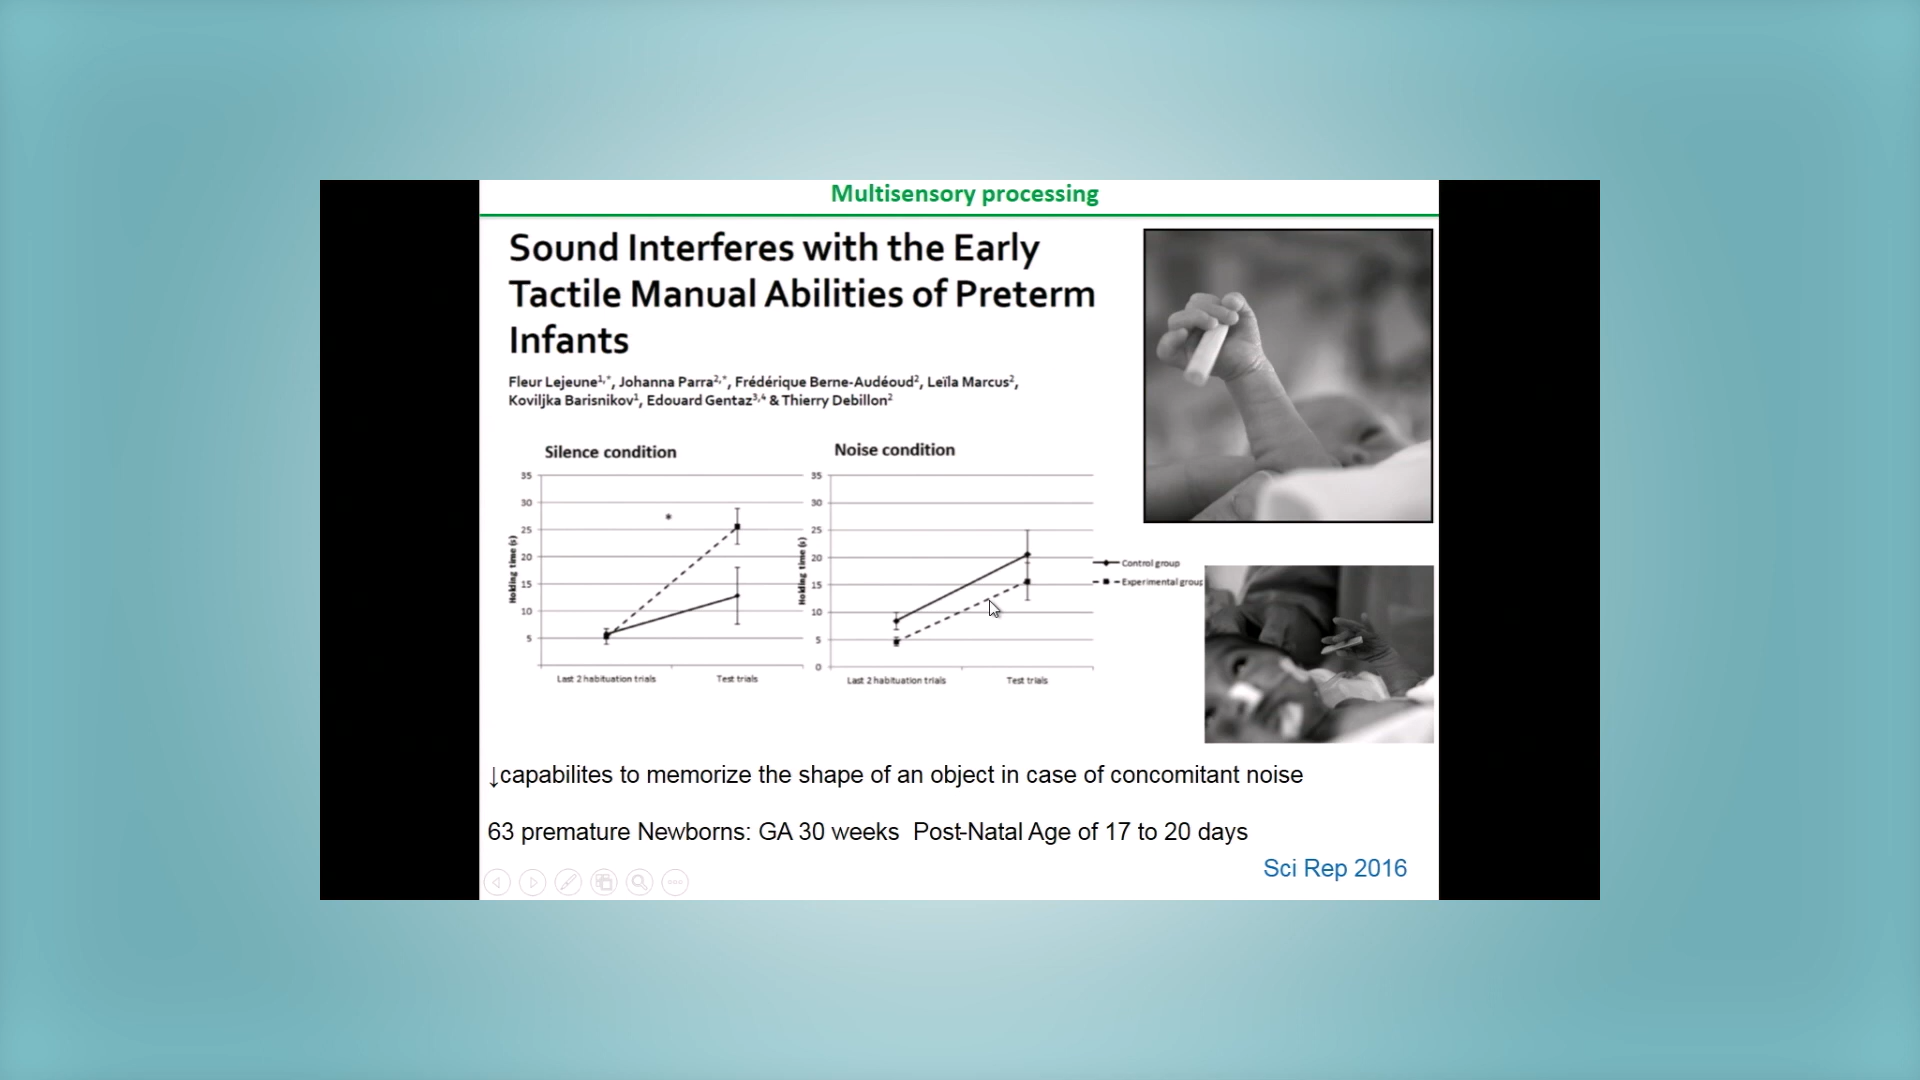 Multisensory processing
Sound Interferes with the Early
Tactile Manual Abilities of Preterm
Infants
Fleur Lejeune1,*, Johanna Parra2,*, Frédérique Berne-Audéoud2, Leïla Marcus2,
Koviljka Barisnikov1, Edouard Gentaz3,4 & Thierry Debillon2
Silence condition
35
30
25
20
15
10
5
Holding time (s)
*
Last 2 habituation trials
Test trials
Noise condition
35
30
25
20
15
10
5
0
Holding time (s)
Last 2 habituation trials
Test trials
Control group
Experimental group
↓capabilites to memorize the shape of an object in case of concomitant noise
63 premature Newborns: GA 30 weeks Post-Natal Age of 17 to 20 days
Sci Rep 2016